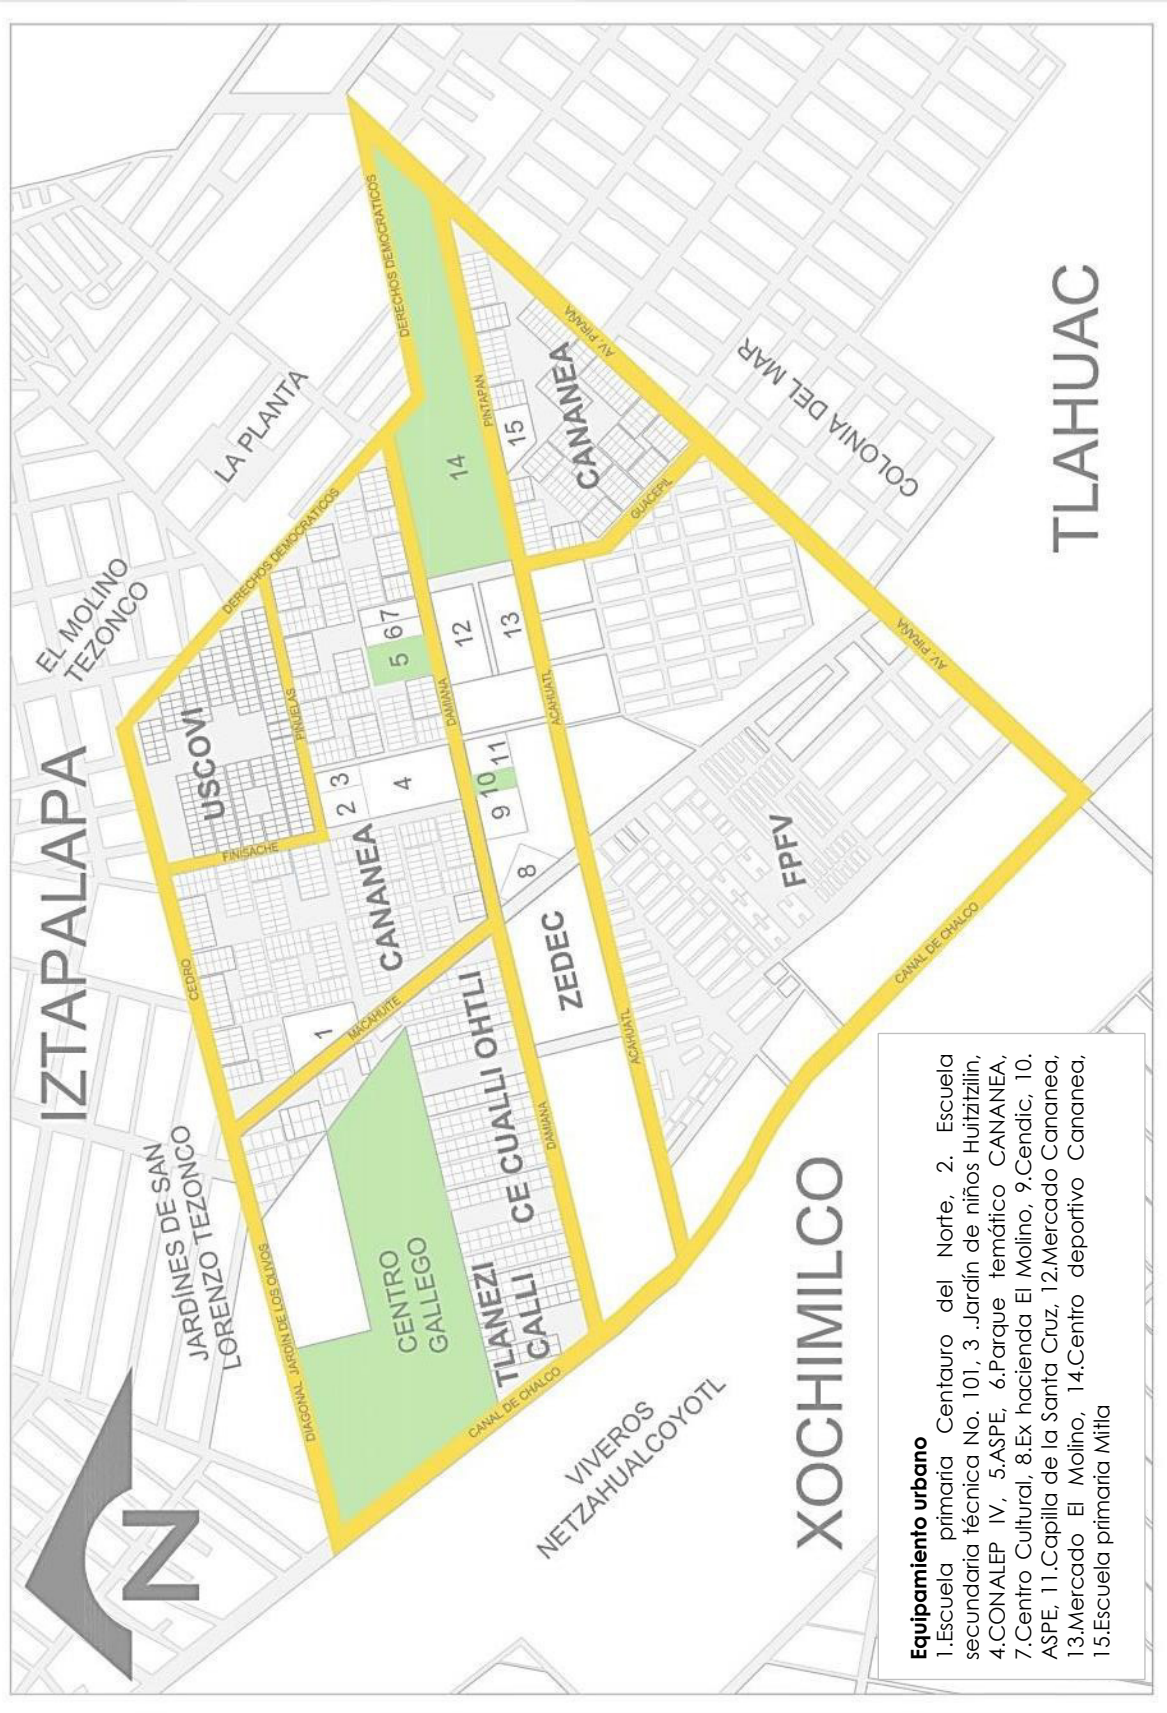 IZTAPALAPA
EL MOLINO
TEZONCO
LA PLANTA
JARDÍNES DE SAN
LORENZO TEZONCO
DERECHOS DEMOCRATICOS
DERECHOS DEMOCRATICOS
USCOVI
PIÑUELAS
FINISACHE
CEDRO
CANANEA
MACAHUITE
DIAGONAL JARDIN DE LOS OLIVOS
CENTRO
GALLEGO
TLANEZI
CALLI
CE CUALLI OHTLI
DAMIANA
DAMIANA
ZEDEC
ACAHUATL
ACAHUATL
PINTAPAN
CANANEA
GUACEPIL
AV. PIRAÑA
AV. PIRAÑA
COLONIA DEL MAR
FPFV
CANAL DE CHALCO
CANAL DE CHALCO
VIVEROS
NETZAHUALCOYOTL
XOCHIMILCO
TLAHUAC
N
1
2
3
4
5
6
7
8
9
10
11
12
13
14
15
Equipamiento urbano
1.Escuela primaria Centauro del Norte, 2. Escuela
secundaria técnica No. 101, 3 .Jardín de niños Huitzitzilin,
4.CONALEP IV, 5.ASPE, 6.Parque temático CANANEA,
7.Centro Cultural, 8.Ex hacienda El Molino, 9.Cendic, 10.
ASPE, 11.Capilla de la Santa Cruz, 12.Mercado Cananea,
13.Mercado El Molino, 14.Centro deportivo Cananea,
15.Escuela primaria Mitla